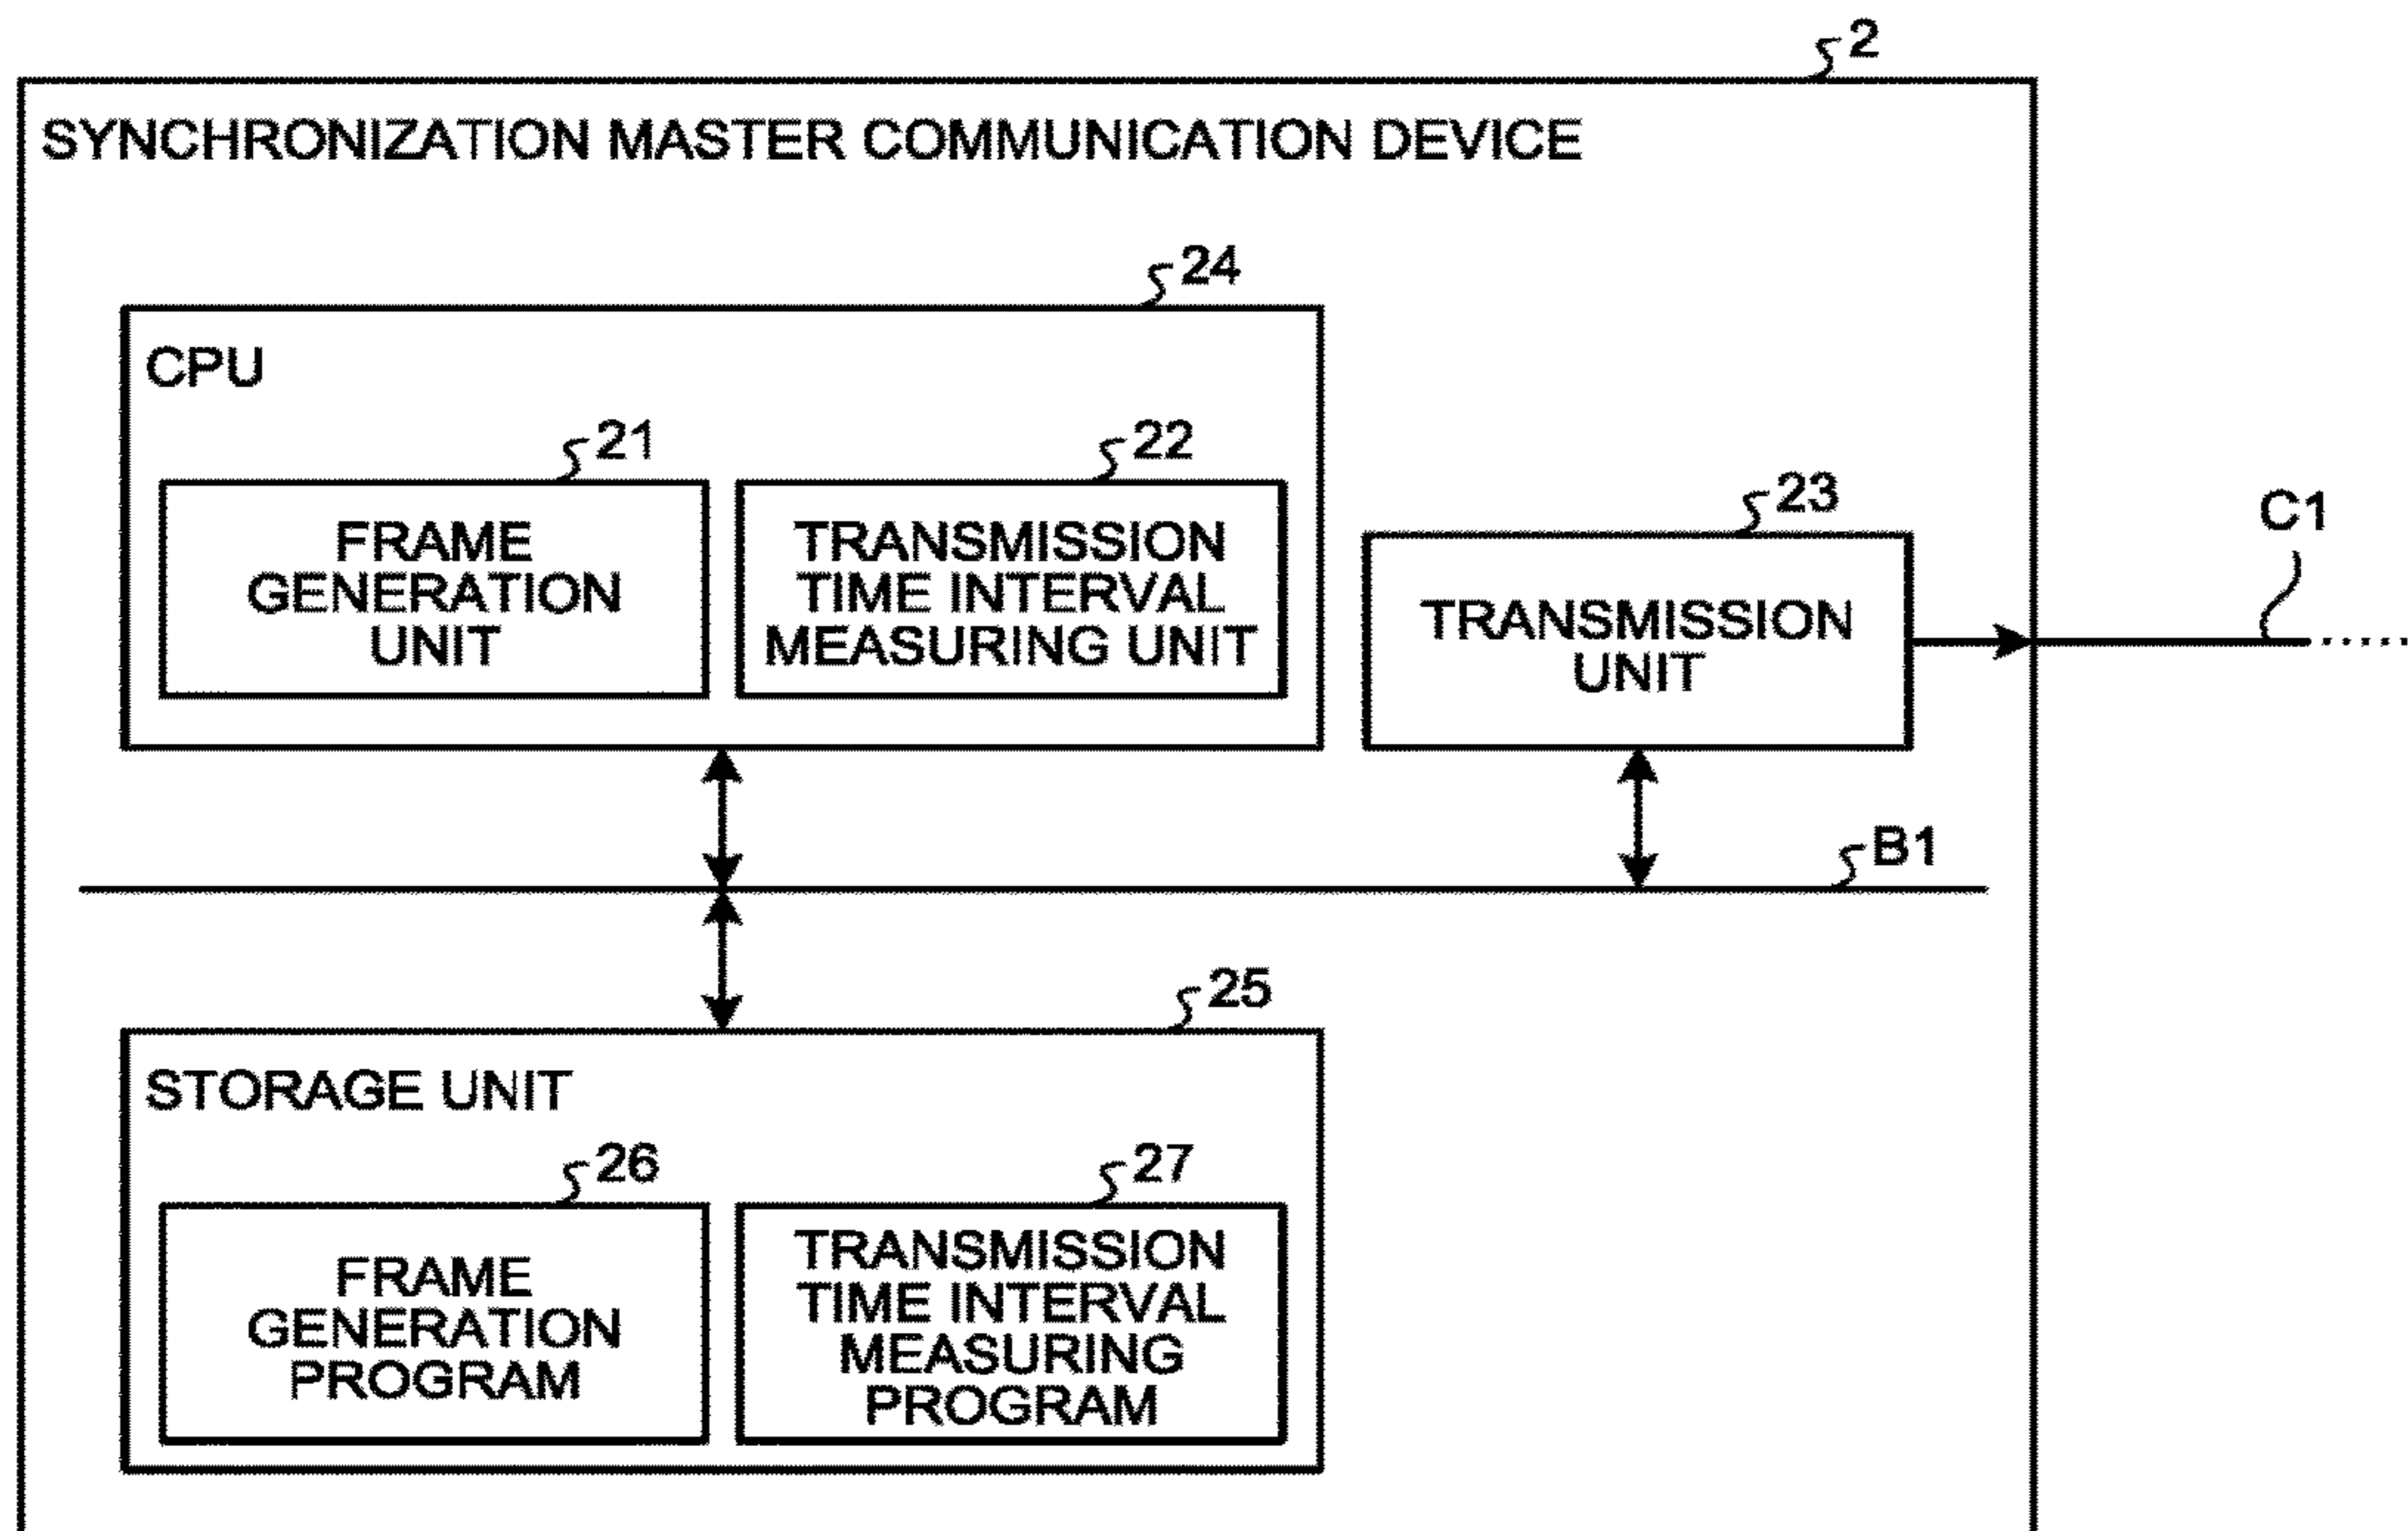 2
SYNCHRONIZATION MASTER COMMUNICATION DEVICE
24
CPU
21
22
FRAME
GENERATION
UNIT
TRANSMISSION
TIME INTERVAL
MEASURING UNIT
23
TRANSMISSION
UNIT
C1
B1
25
STORAGE UNIT
26
27
FRAME
GENERATION
PROGRAM
TRANSMISSION
TIME INTERVAL
MEASURING
PROGRAM